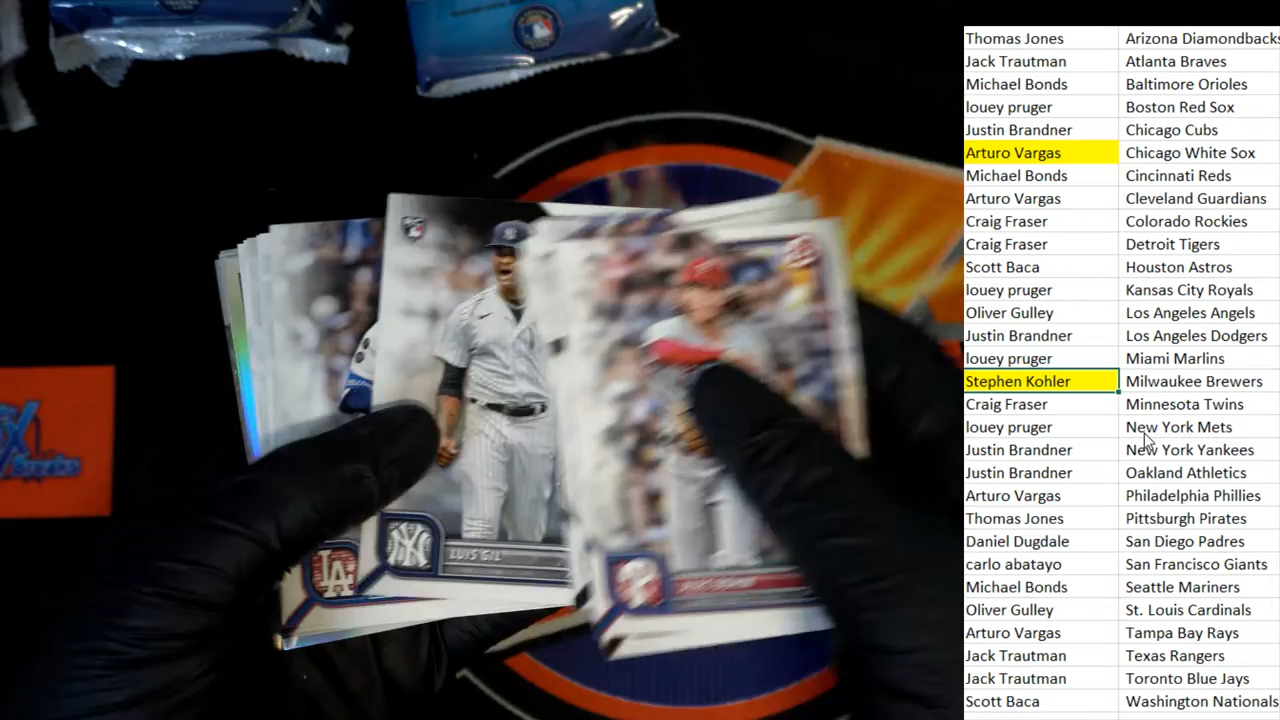 Thomas Jones Arizona Diamondbacks
Jack Trautman Atlanta Braves
Michael Bonds Baltimore Orioles
louey pruger Boston Red Sox
Justin Brandner Chicago Cubs
Arturo Vargas Chicago White Sox
Michael Bonds Cincinnati Reds
Arturo Vargas Cleveland Guardians
Craig Fraser Colorado Rockies
Craig Fraser Detroit Tigers
Scott Baca Houston Astros
louey pruger Kansas City Royals
Oliver Gulley Los Angeles Angels
Justin Brandner Los Angeles Dodgers
louey pruger Miami Marlins
Stephen Kohler Milwaukee Brewers
Craig Fraser Minnesota Twins
louey pruger New York Mets
Justin Brandner New York Yankees
Justin Brandner Oakland Athletics
Arturo Vargas Philadelphia Phillies
Thomas Jones Pittsburgh Pirates
Daniel Dugdale San Diego Padres
carlo abatayo San Francisco Giants
Michael Bonds Seattle Mariners
Oliver Gulley St. Louis Cardinals
Arturo Vargas Tampa Bay Rays
Jack Trautman Texas Rangers
Jack Trautman Toronto Blue Jays
Scott Baca Washington Nationals
LUIS GIL
NY
LA
Breaks